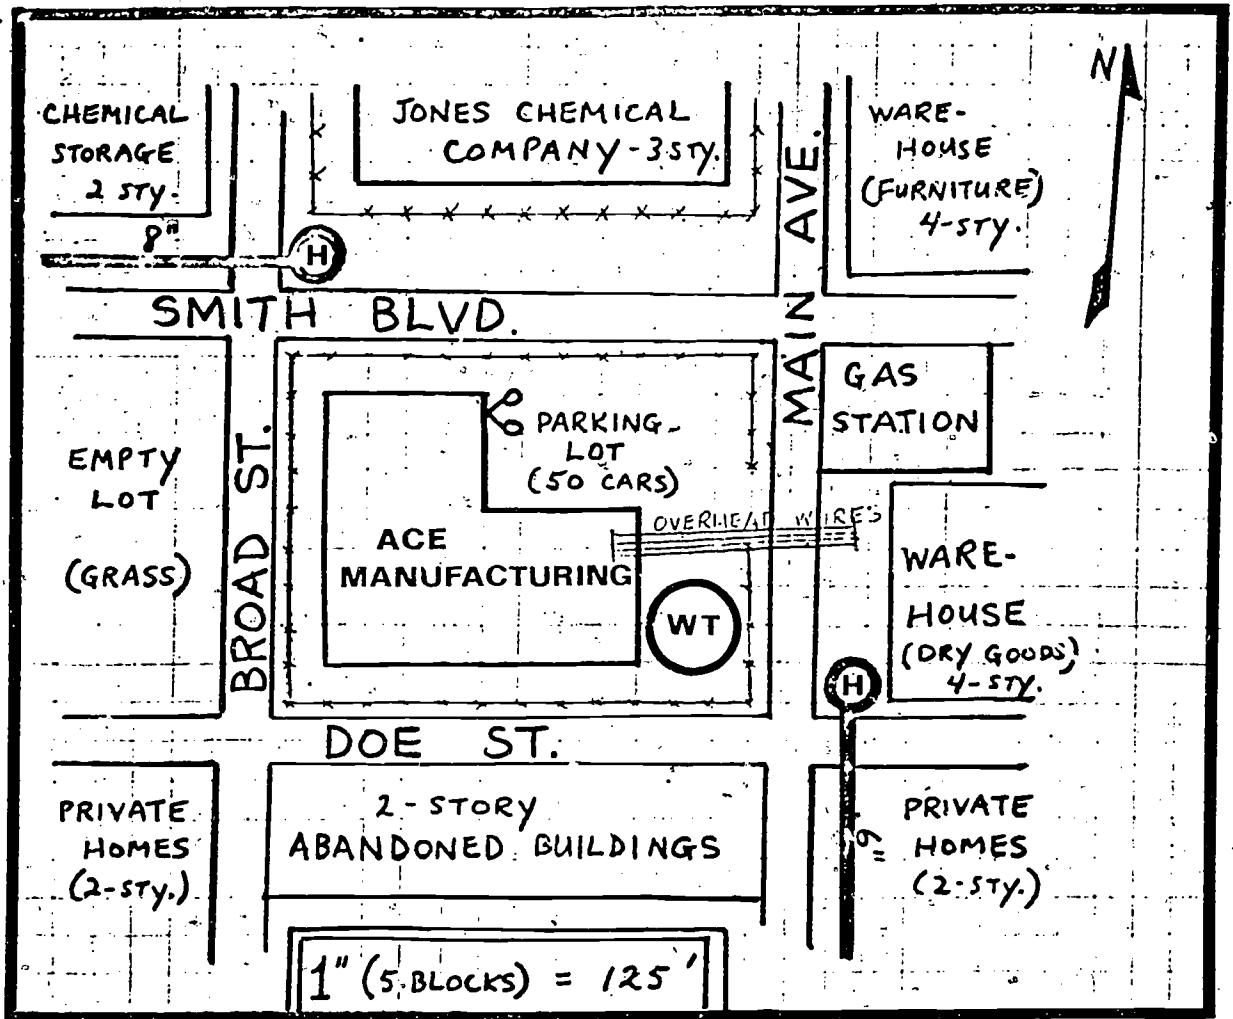 N
CHEMICAL
STORAGE
2 STY.
JONES CHEMICAL
COMPANY - 3 STY.
WARE-
HOUSE
(FURNITURE)
4-STY.
8"
H
MAIN AVE.
SMITH BLVD.
GAS
STATION
PARKING-
LOT
(50 CARS)
EMPTY
LOT
(GRASS)
BROAD ST.
ACE
MANUFACTURING
OVERHEAD WIRES
WT
WARE-
HOUSE
(DRY GOODS)
4-STY.
H
DOE ST.
PRIVATE
HOMES
(2-STY.)
2-STORY
ABANDONED BUILDINGS
6"
PRIVATE
HOMES
(2-STY.)
1" (5 BLOCKS) = 125'